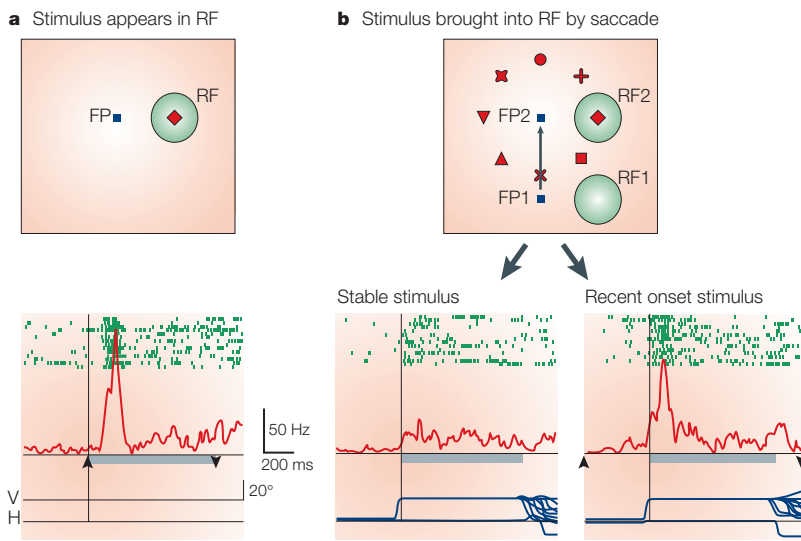 a Stimulus appears in RF
b Stimulus brought into RF by saccade
FP
RF
FP2
RF2
FP1
RF1
Stable stimulus
Recent onset stimulus
50 Hz
200 ms
20°
V
H